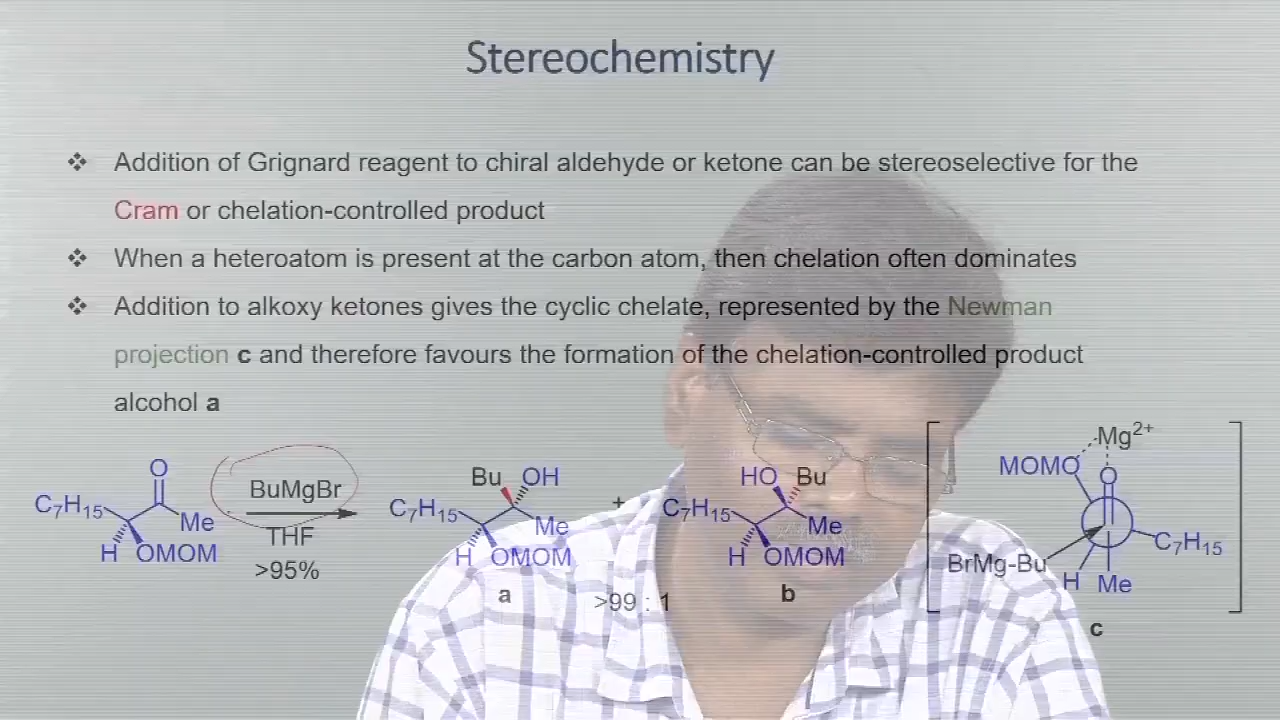 Stereochemistry
❖ Addition of Grignard reagent to chiral aldehyde or ketone can be stereoselective for the
Cram or chelation-controlled product
❖ When a heteroatom is present at the carbon atom, then chelation often dominates
❖ Addition to alkoxy ketones gives the cyclic chelate, represented by the Newman
projection c and therefore favours the formation of the chelation-controlled product
alcohol a
O
C7H15
Me
H
OMOM
BuMgBr
THF
>95%
Bu
OH
C7H15
Me
H
OMOM
a
+
>99 : 1
HO
Bu
C7H15
Me
H
OMOM
b
Mg2+
MOMO
O
C7H15
BrMg-Bu
H
Me
c